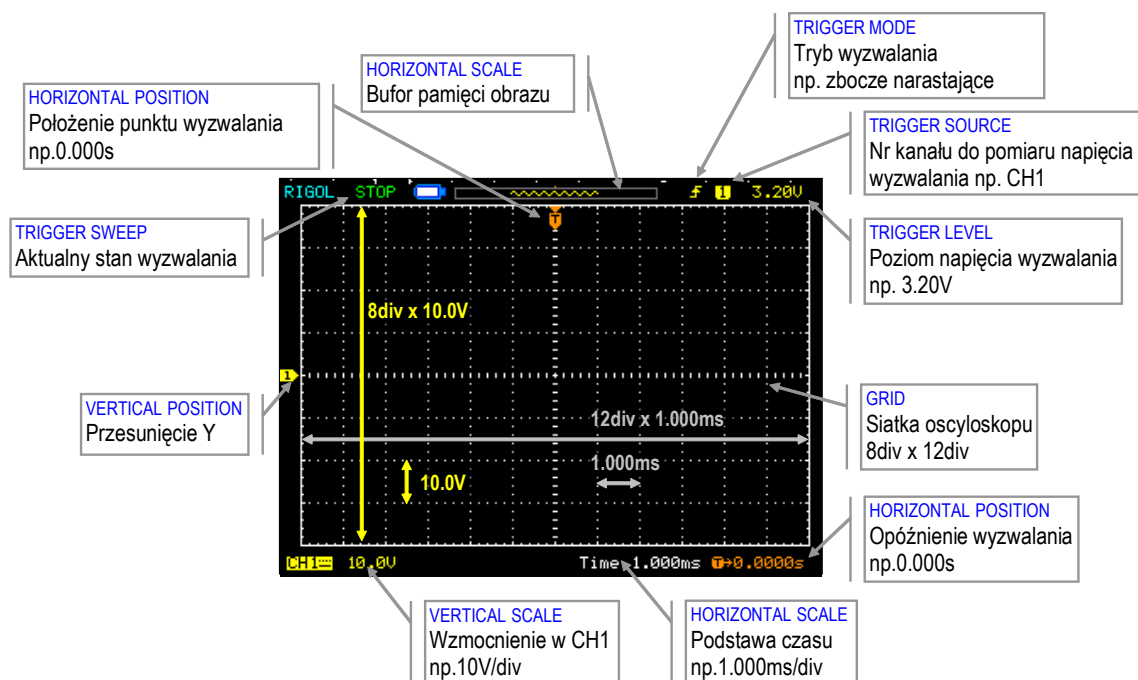 TRIGGER MODE
Tryb wyzwalania
np. zbocze narastające
HORIZONTAL SCALE
Bufor pamięci obrazu
HORIZONTAL POSITION
Położenie punktu wyzwalania
np.0.000s
TRIGGER SOURCE
Nr kanału do pomiaru napięcia
wyzwalania np. CH1
RIGOL STOP 1 3.20V
T
TRIGGER SWEEP
Aktualny stan wyzwalania
TRIGGER LEVEL
Poziom napięcia wyzwalania
np. 3.20V
8div x 10.0V
1
VERTICAL POSITION
Przesunięcie Y
GRID
Siatka oscyloskopu
8div x 12div
12div x 1.000ms
1.000ms
10.0V
HORIZONTAL POSITION
Opóźnienie wyzwalania
np.0.000s
CH1 10.0V Time 1.000ms T→0.0000s
VERTICAL SCALE
Wzmocnienie w CH1
np.10V/div
HORIZONTAL SCALE
Podstawa czasu
np.1.000ms/div